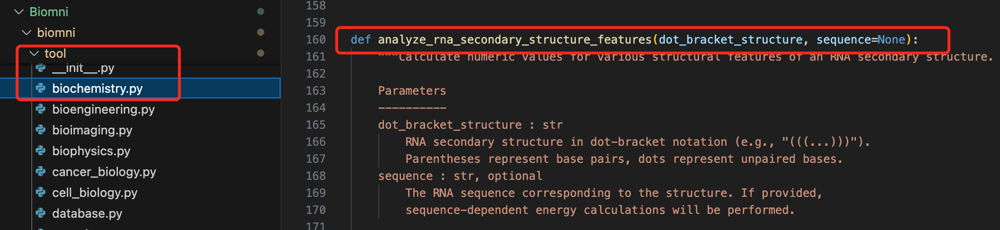 Biomni
biomni
tool
__init__.py
biochemistry.py
bioengineering.py
bioimaging.py
biophysics.py
cancer_biology.py
cell_biology.py
database.py
158
159
160 def analyze_rna_secondary_structure_features(dot_bracket_structure, sequence=None):
161 """Calculate numeric values for various structural features of an RNA secondary structure.
162
163 Parameters
164 ----------
165 dot_bracket_structure : str
166 RNA secondary structure in dot-bracket notation (e.g., "(((...)))").
167 Parentheses represent base pairs, dots represent unpaired bases.
168 sequence : str, optional
169 The RNA sequence corresponding to the structure. If provided,
170 sequence-dependent energy calculations will be performed.
171